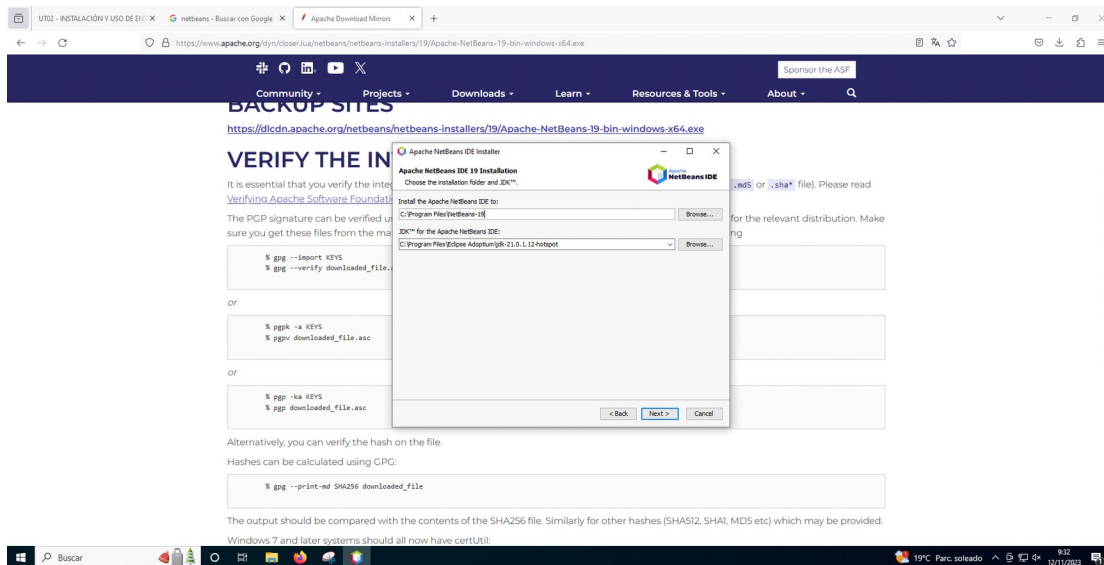 UT02 - INSTALACIÓN Y USO DE EN
netbeans - Buscar con Google
Apache Download Mirrors
https://www.apache.org/dyn/closer.lua/netbeans/netbeans-installers/19/Apache-NetBeans-19-bin-windows-x64.exe
Sponsor the ASF
Community
Projects
Downloads
Learn
Resources & Tools
About
BACKUP SITES
https://dlcdn.apache.org/netbeans/netbeans-installers/19/Apache-NetBeans-19-bin-windows-x64.exe
VERIFY THE IN
It is essential that you verify the inte
.md5 or .sha* file). Please read
Verifying Apache Software Foundati
The PGP signature can be verified u
for the relevant distribution. Make
sure you get these files from the ma
ng
% gpg --import KEYS
% gpg --verify downloaded_file.
or
% pgpk -a KEYS
% pgpv downloaded_file.asc
or
% pgp -ka KEYS
% pgp downloaded_file.asc
Alternatively, you can verify the hash on the file.
Hashes can be calculated using GPG:
% gpg --print-md SHA256 downloaded_file
The output should be compared with the contents of the SHA256 file. Similarly for other hashes (SHA512, SHA1, MD5 etc) which may be provided.
Windows 7 and later systems should all now have certUtil:
Apache NetBeans IDE Installer
Apache NetBeans IDE 19 Installation
Choose the installation folder and JDK™.
Apache
NetBeans IDE
Install the Apache NetBeans IDE to:
C:\Program Files\NetBeans-19
Browse...
JDK™ for the Apache NetBeans IDE:
C:\Program Files\Eclipse Adoptium\jdk-21.0.1.12-hotspot
Browse...
< Back
Next >
Cancel
Buscar
19°C Parc. soleado
9:32
12/11/2023